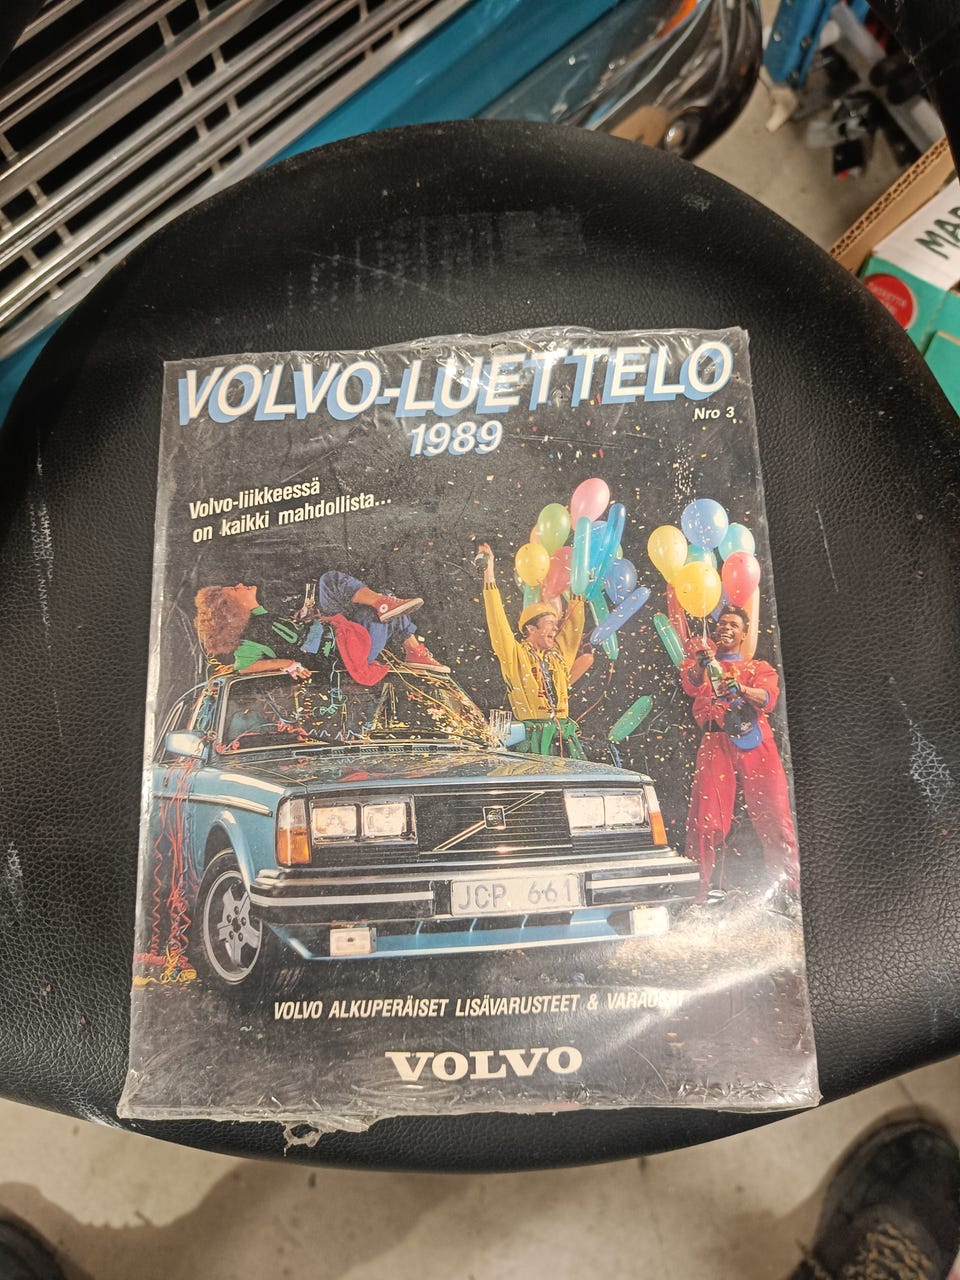 VOLVO-LUETTELO
Nro 3
1989
Volvo-liikkeessä
on kaikki mahdollista...
JCP 661
VOLVO ALKUPERÄISET LISÄVARUSTEET &
VOLVO